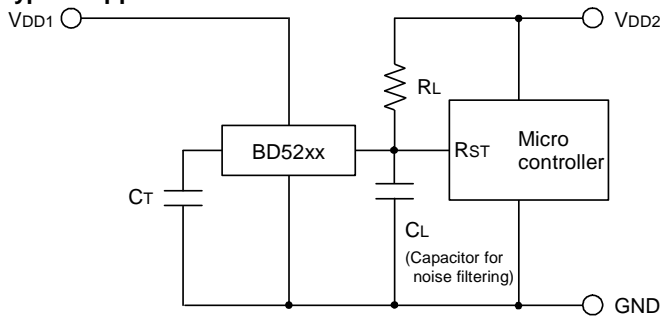 VDD1
VDD2
RL
BD52xx
RST
Micro
controller
CT
CL
(Capacitor for
noise filtering)
GND